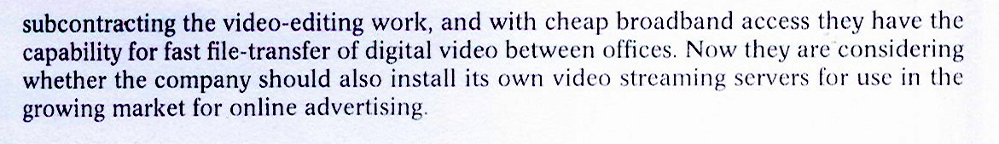 subcontracting the video-editing work, and with cheap broadband access they have the
capability for fast file-transfer of digital video between offices. Now they are considering
whether the company should also install its own video streaming servers for use in the
growing market for online advertising.